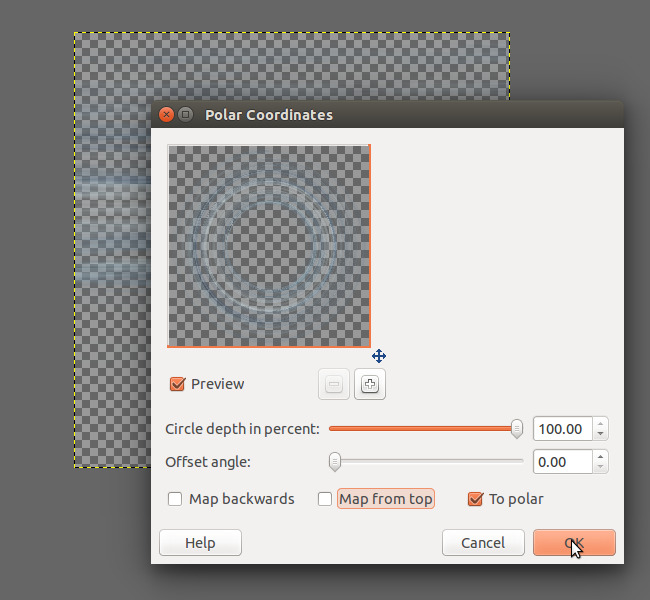 Polar Coordinates
Preview
Circle depth in percent: 100.00
Offset angle: 0.00
Map backwards Map from top To polar
Help Cancel OK